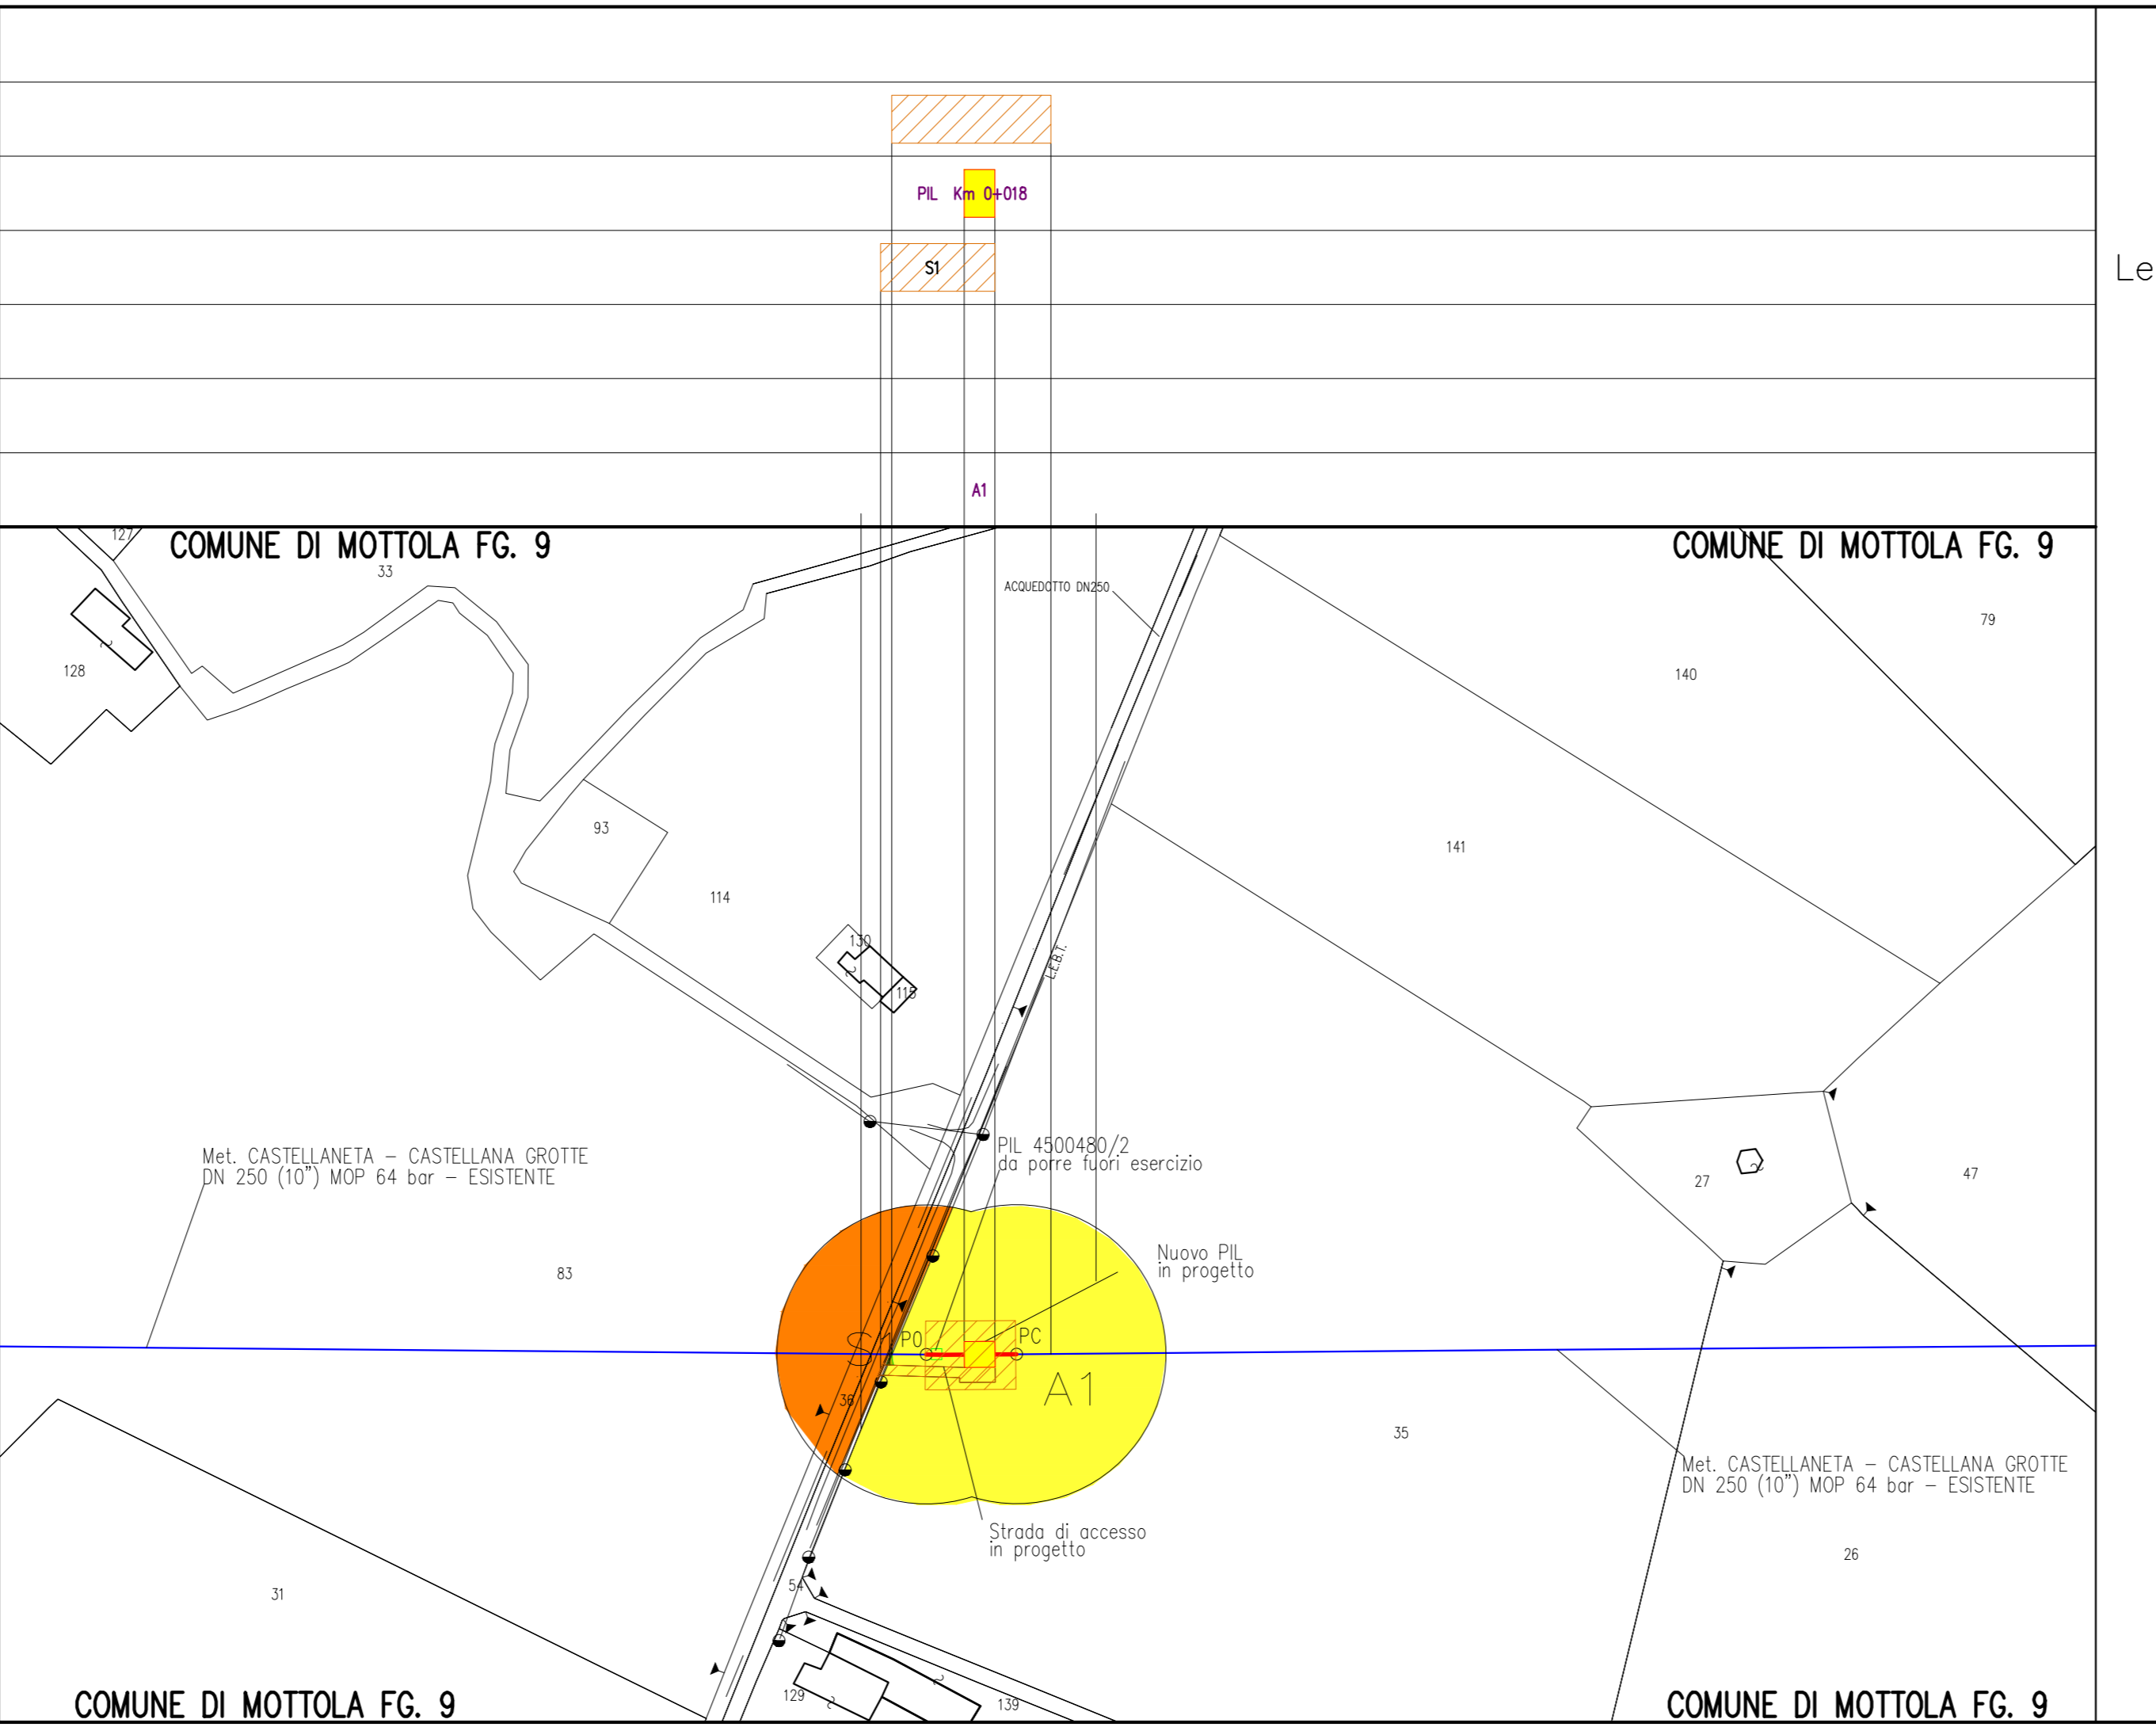 PIL Km 0+018
S1
Le
A1
127
COMUNE DI MOTTOLA FG. 9
COMUNE DI MOTTOLA FG. 9
33
ACQUEDOTTO DN250
79
128
140
93
141
114
130
L.E.B.T.
115
PIL 4500480/2
da porre fuori esercizio
Met. CASTELLANETA - CASTELLANA GROTTE
DN 250 (10") MOP 64 bar - ESISTENTE
27
47
83
Nuovo PIL
in progetto
S1
P0
PC
A1
36
35
Met. CASTELLANETA - CASTELLANA GROTTE
DN 250 (10") MOP 64 bar - ESISTENTE
Strada di accesso
in progetto
26
31
54
129
139
COMUNE DI MOTTOLA FG. 9
COMUNE DI MOTTOLA FG. 9